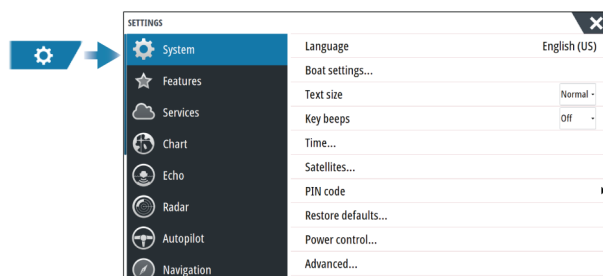 SETTINGS
System
Language English (US)
Boat settings...
Features
Text size Normal
Services
Key beeps Off
Chart
Time...
Satellites...
Echo
PIN code
Radar
Restore defaults...
Autopilot
Power control...
Navigation
Advanced...